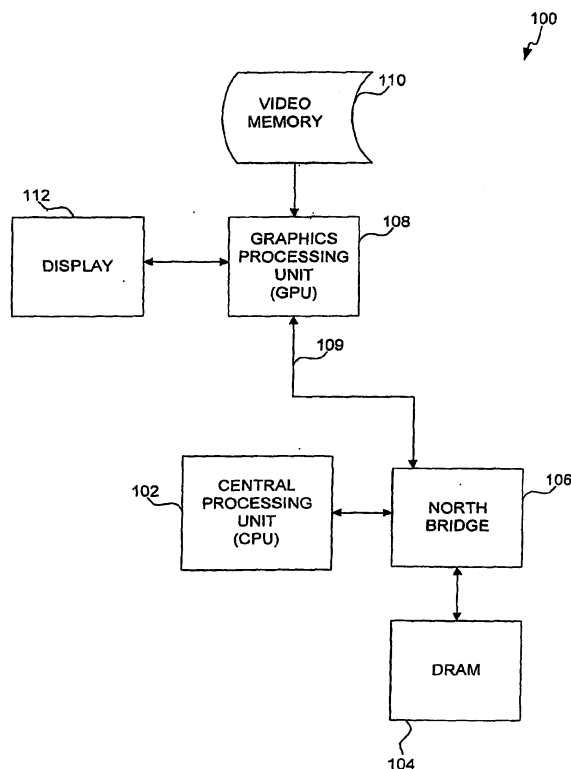 100
VIDEO
MEMORY
110
112
DISPLAY
GRAPHICS
PROCESSING
UNIT
(GPU)
108
109
102
CENTRAL
PROCESSING
UNIT
(CPU)
NORTH
BRIDGE
106
DRAM
104